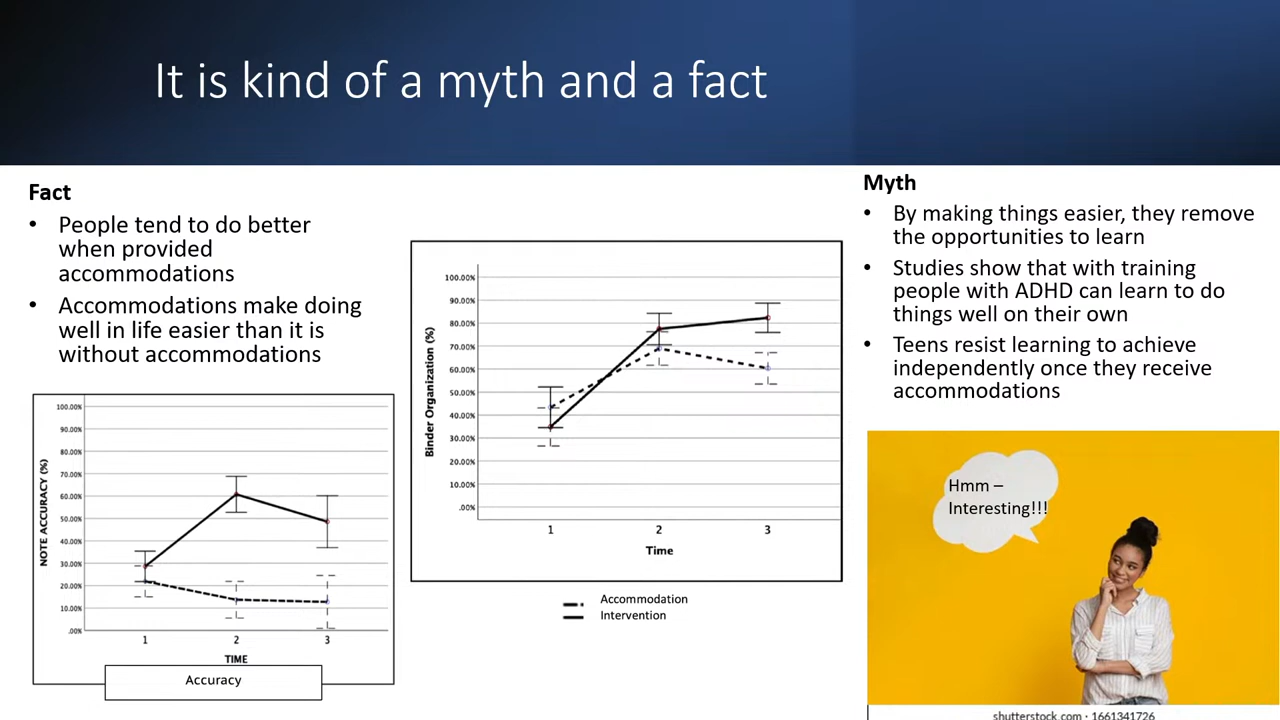 It is kind of a myth and a fact
Fact
• People tend to do better
when provided
accommodations
• Accommodations make doing
well in life easier than it is
without accommodations
NOTE ACCURACY (%)
100.00%
90.00%
80.00%
70.00%
60.00%
50.00%
40.00%
30.00%
20.00%
10.00%
.00%
1 2 3
TIME
Accuracy
Binder Organization (%)
100.00%
90.00%
80.00%
70.00%
60.00%
50.00%
40.00%
30.00%
20.00%
10.00%
.00%
1 2 3
Time
Accommodation
Intervention
Myth
• By making things easier, they remove
the opportunities to learn
• Studies show that with training
people with ADHD can learn to do
things well on their own
• Teens resist learning to achieve
independently once they receive
accommodations
Hmm –
Interesting!!!
shutterstock.com · 1661341726